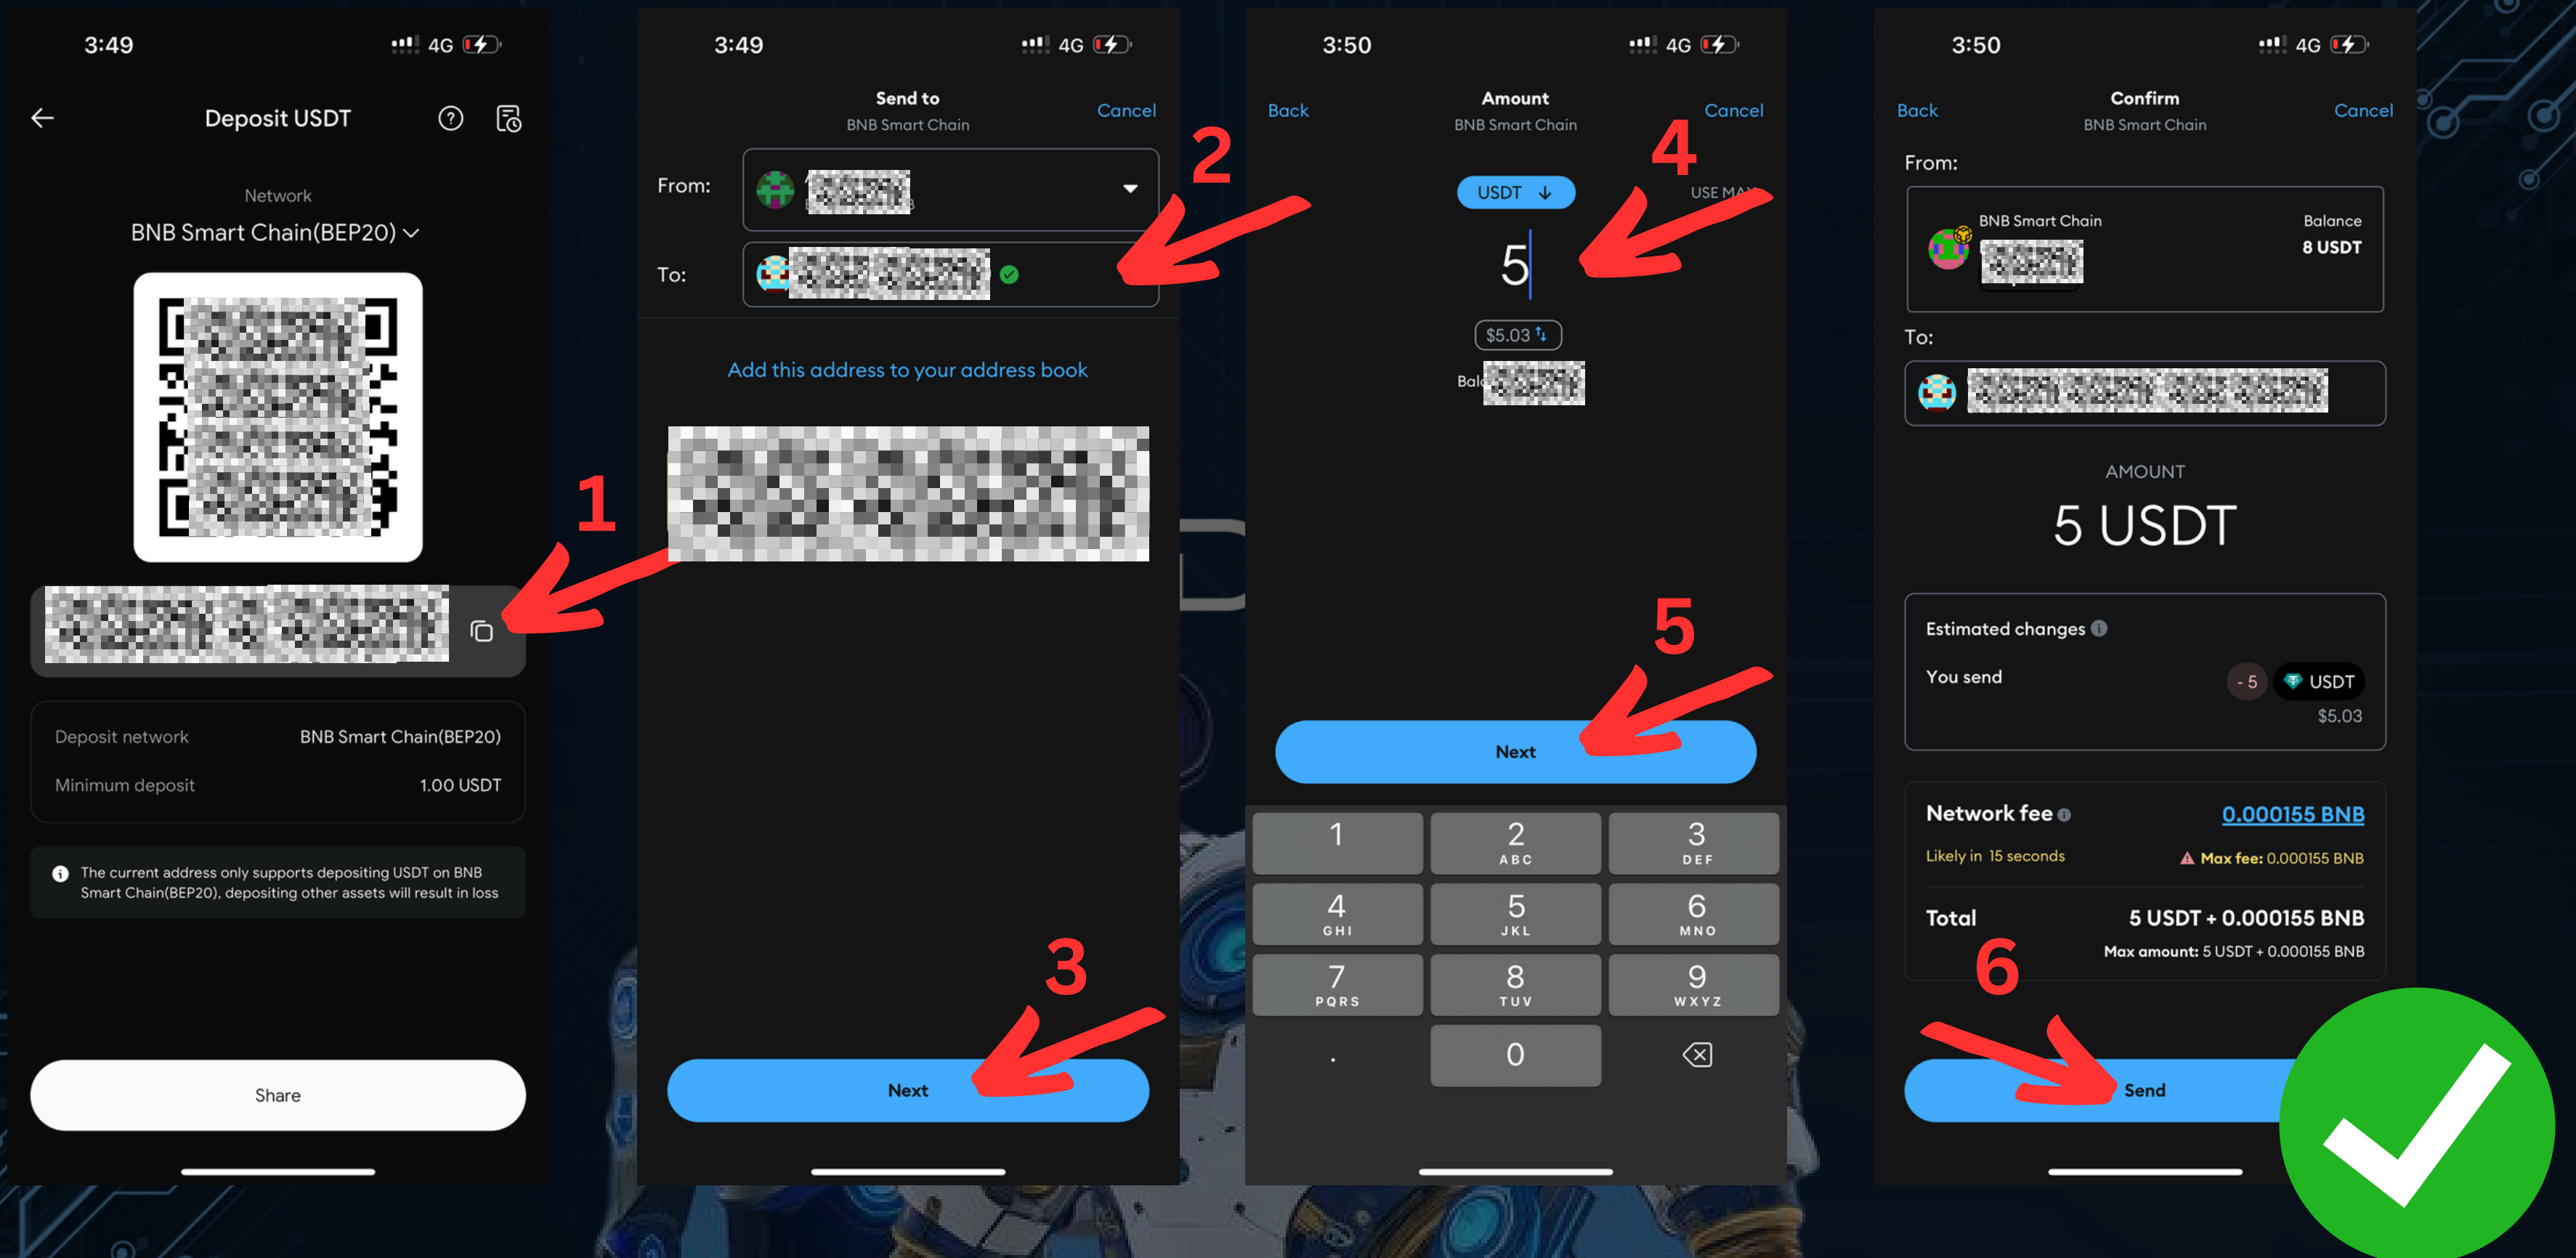 3:49
4G
Deposit USDT
Network
BNB Smart Chain(BEP20)
Deposit network BNB Smart Chain(BEP20)
Minimum deposit 1.00 USDT
The current address only supports depositing USDT on BNB
Smart Chain(BEP20), depositing other assets will result in loss
Share
1
3:49
4G
Send to
BNB Smart Chain
Cancel
From:
To:
Add this address to your address book
Next
2
3
3:50
4G
Back
Amount
BNB Smart Chain
Cancel
USDT
USE MAX
5
$5.03
Next
4
5
1
2
ABC
3
DEF
4
GHI
5
JKL
6
MNO
7
PQRS
8
TUV
9
WXYZ
.
0
3:50
4G
Back
Confirm
BNB Smart Chain
Cancel
From:
BNB Smart Chain
Balance
8 USDT
To:
AMOUNT
5 USDT
Estimated changes
You send
- 5 USDT
$5.03
Network fee 0.000155 BNB
Likely in 15 seconds Max fee: 0.000155 BNB
Total 5 USDT + 0.000155 BNB
Max amount: 5 USDT + 0.000155 BNB
6
Send